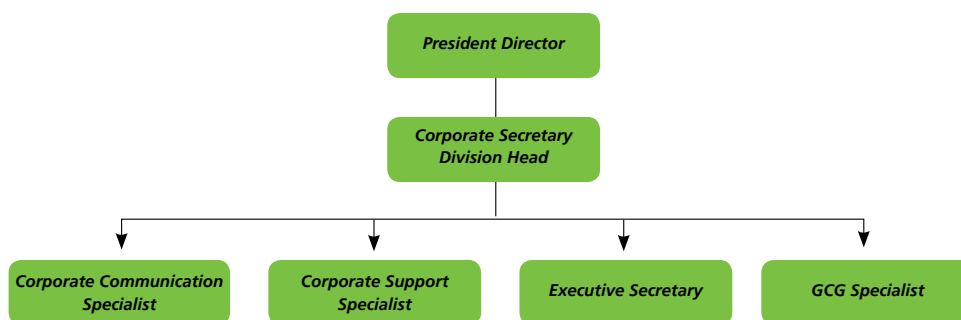 President Director
Corporate Secretary
Division Head
Corporate Communication
Specialist
Corporate Support
Specialist
Executive Secretary
GCG Specialist